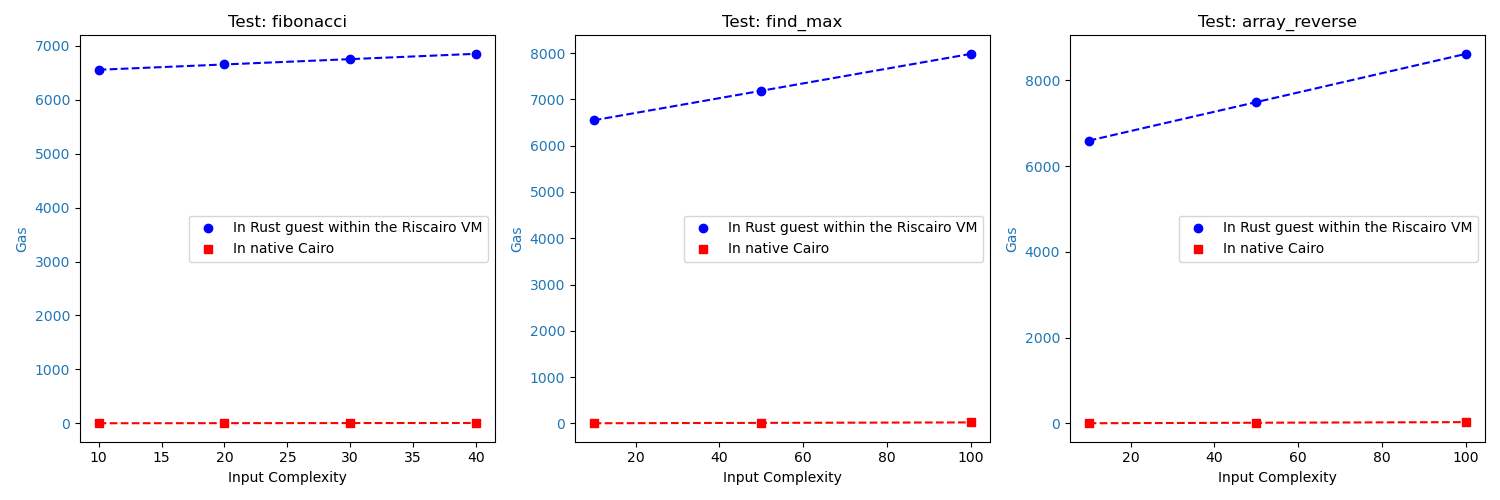 Test: fibonacci
7000
6000
5000
4000
3000
2000
1000
0
Gas
In Rust guest within the Riscairo VM
In native Cairo
10 15 20 25 30 35 40
Input Complexity
Test: find_max
8000
7000
6000
5000
4000
3000
2000
1000
0
Gas
In Rust guest within the Riscairo VM
In native Cairo
20 40 60 80 100
Input Complexity
Test: array_reverse
8000
6000
4000
2000
0
Gas
In Rust guest within the Riscairo VM
In native Cairo
20 40 60 80 100
Input Complexity